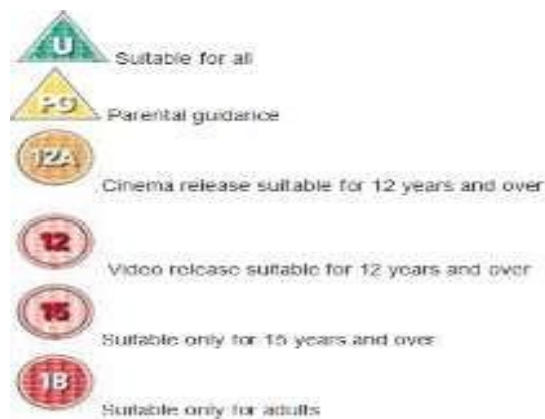 U
Suitable for all
PG
Parental guidance
12A
Cinema release suitable for 12 years and over
12
Video release suitable for 12 years and over
15
Suitable only for 15 years and over
18
Suitable only for adults